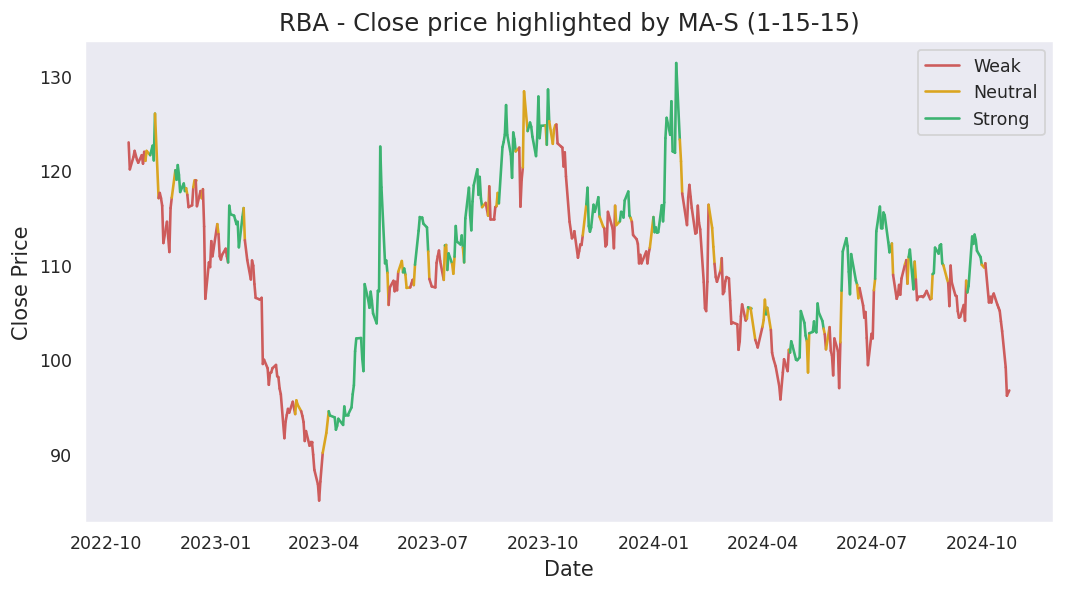 RBA - Close price highlighted by MA-S (1-15-15)
Weak
Neutral
Strong
Close Price
130
120
110
100
90
2022-10
2023-01
2023-04
2023-07
2023-10
2024-01
2024-04
2024-07
2024-10
Date